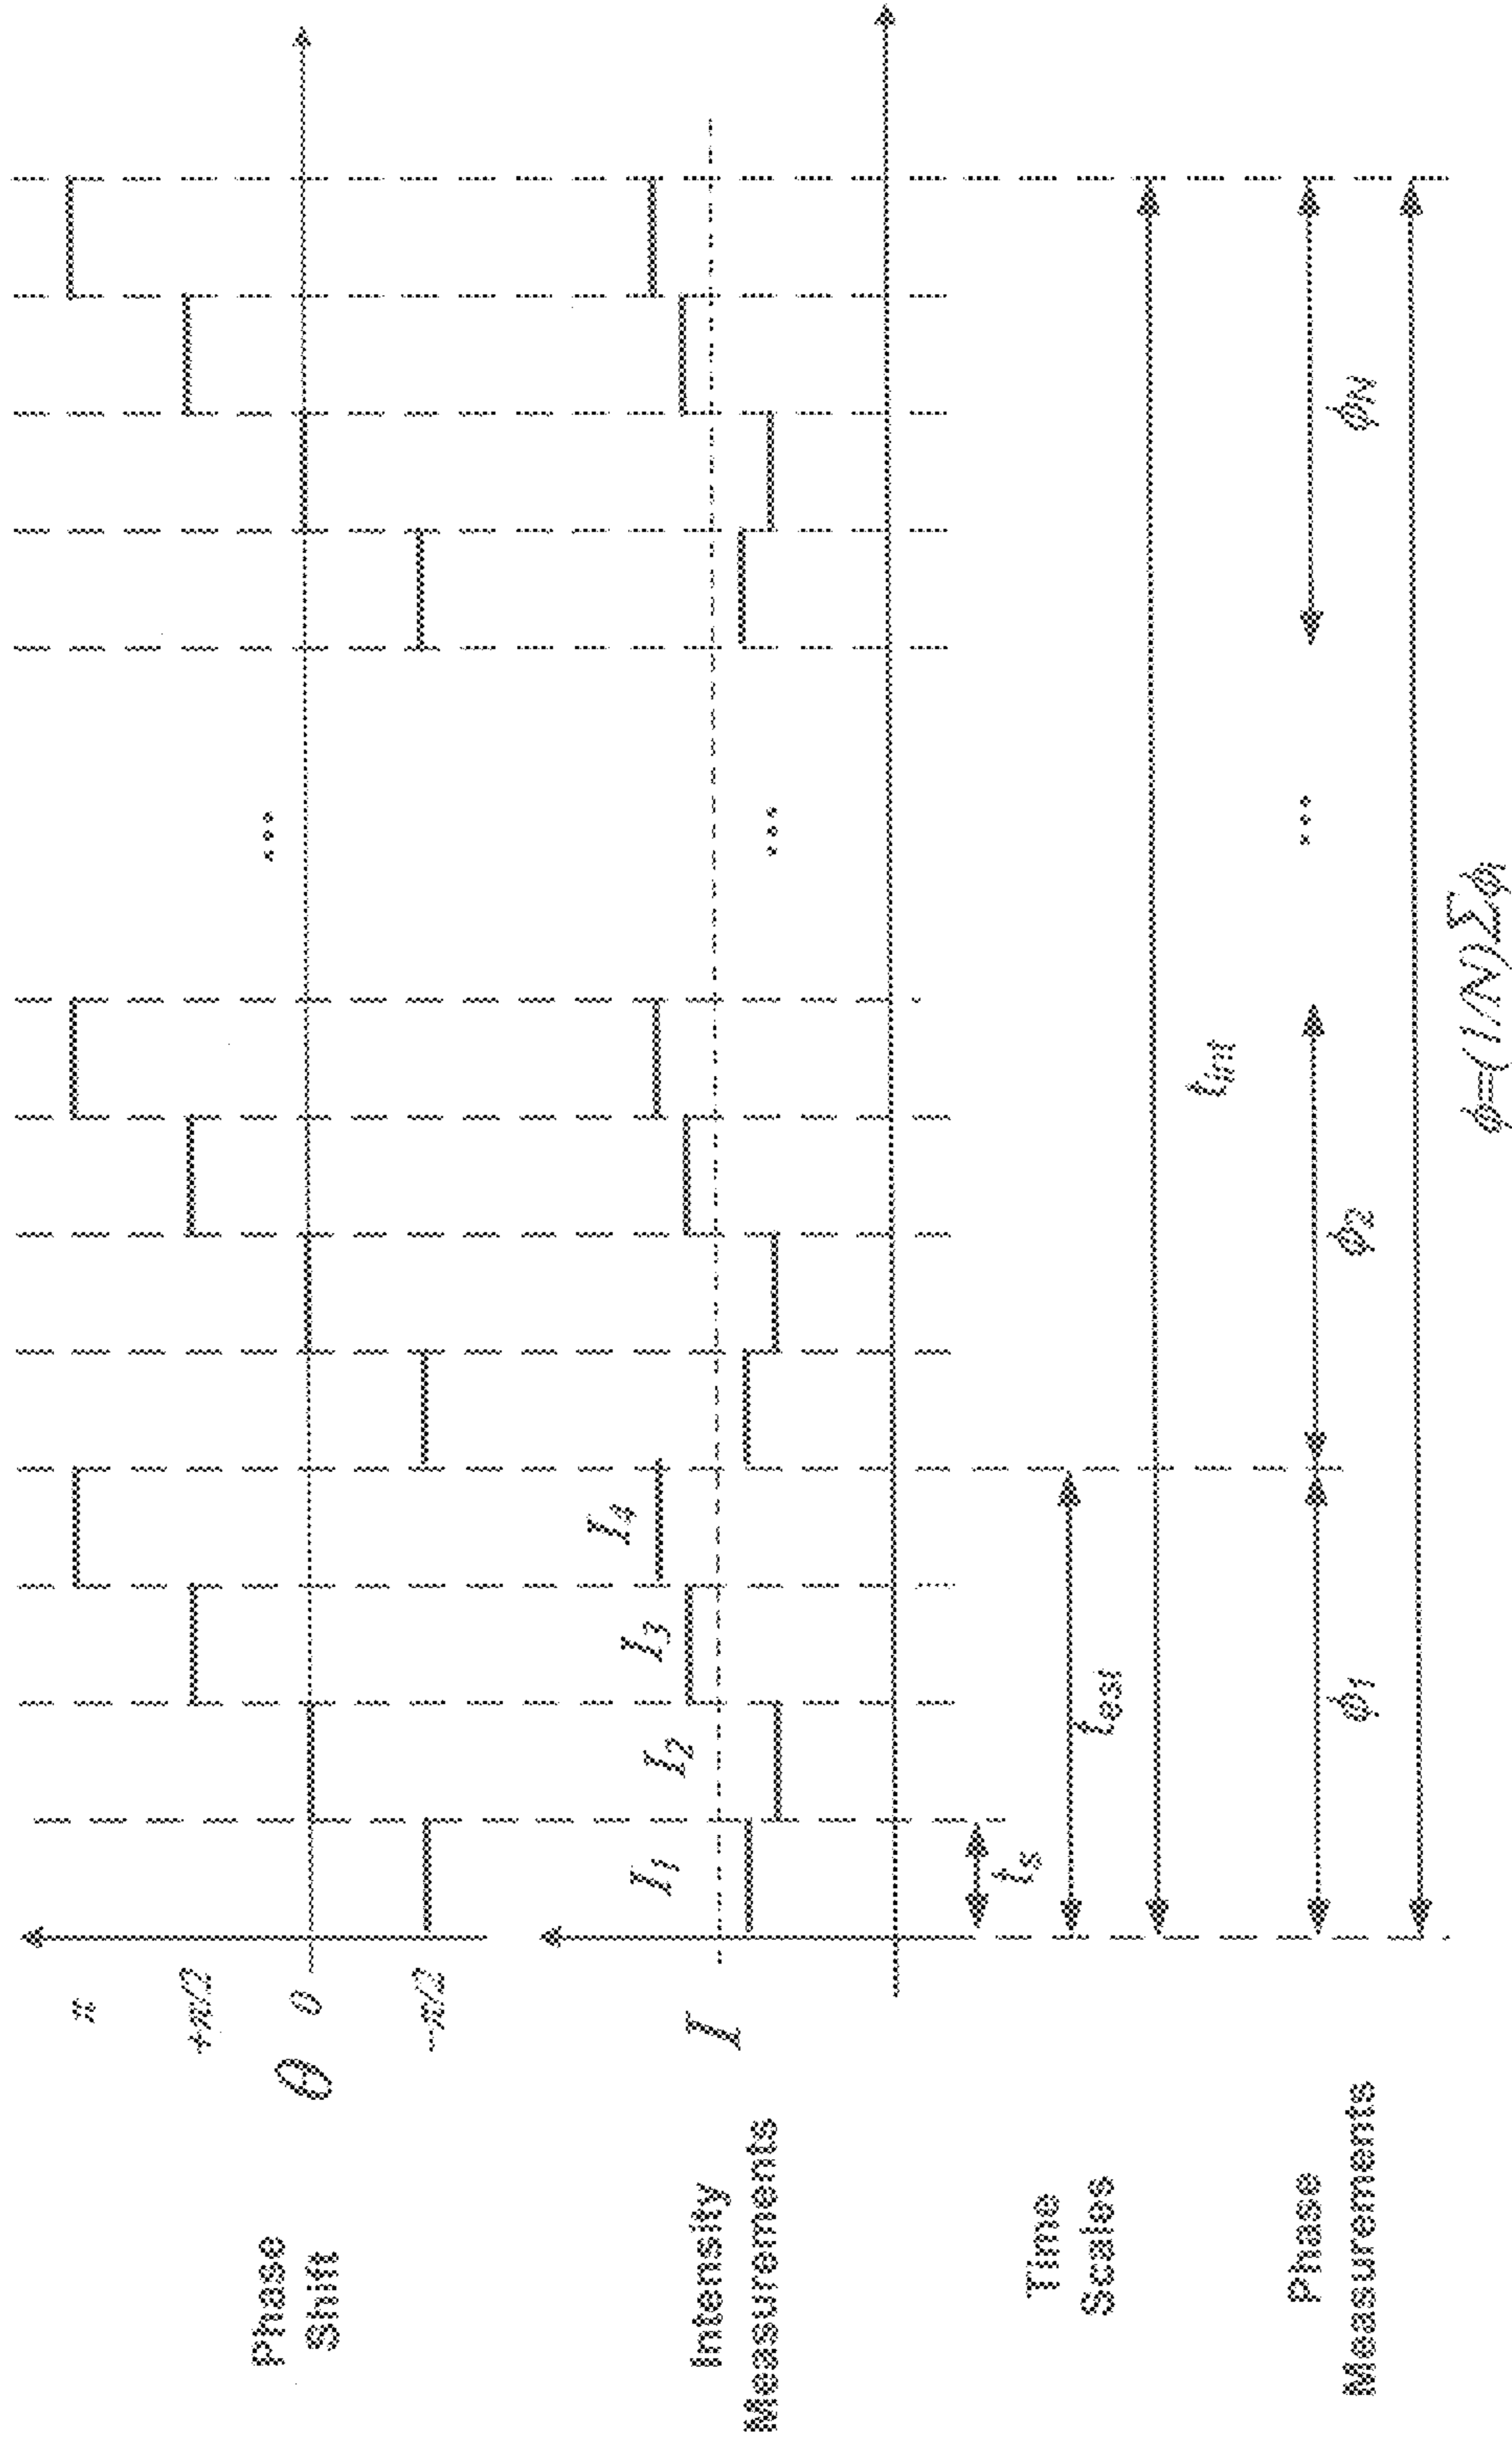 Phase
Shift
θ
π
+π/2
0
−π/2
...
Intensity
Measurements
I
I1
I2
I3
I4
...
Time
Scales
ts
test
tint
Phase
Measurements
ϕ1
ϕ2
...
ϕN
ϕ=(1/N)Σϕi